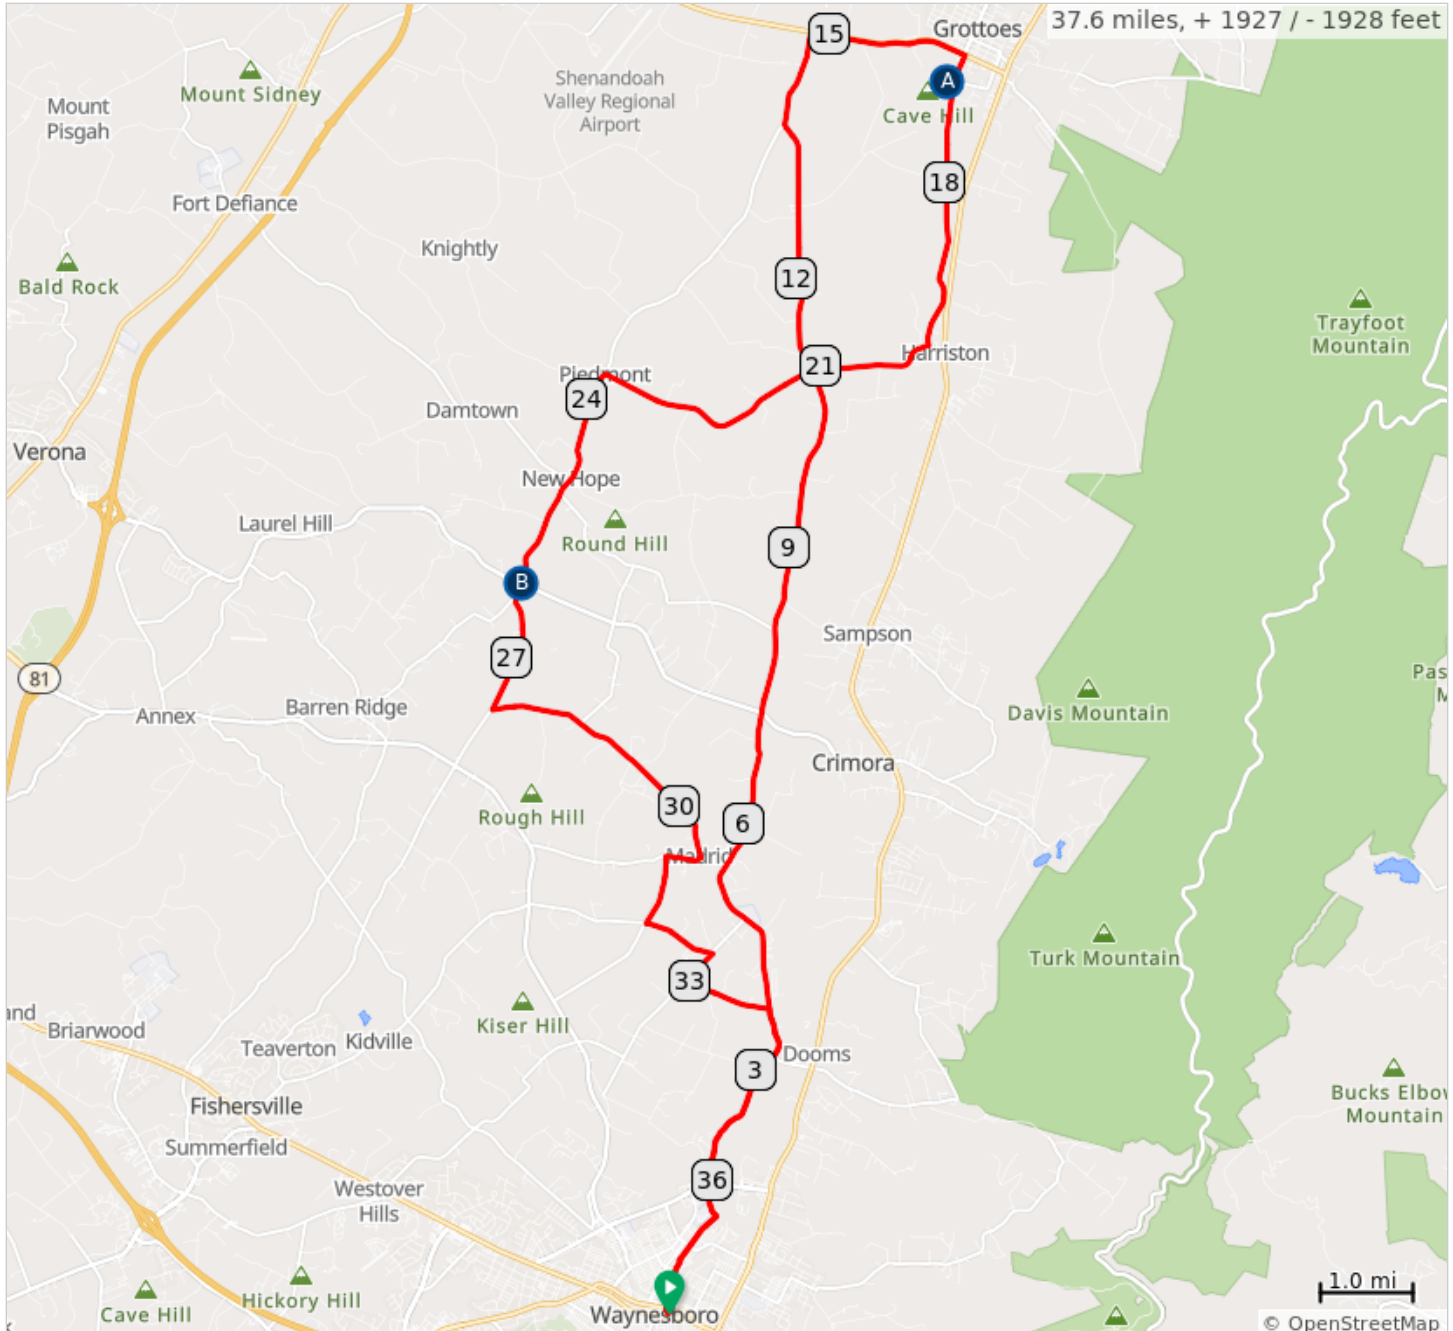 37.6 miles, + 1927 / - 1928 feet
15
Grottoes
Mount Sidney
Shenandoah
Valley Regional
Airport
A
Mount
Pisgah
Cave Hill
18
Fort Defiance
Knightly
12
Bald Rock
Trayfoot
Mountain
Harriston
21
Piedmont
24
Damtown
Verona
New Hope
Laurel Hill
Round Hill
9
B
Sampson
27
81
Annex
Barren Ridge
Davis Mountain
Pas
M
Crimora
30
6
Rough Hill
Madrid
Turk Mountain
33
Kiser Hill
and
Briarwood
Teaverton
Kidville
Dooms
3
Bucks Elbow
Mountain
Fishersville
Summerfield
36
Westover
Hills
Hickory Hill
Cave Hill
Waynesboro
1.0 mi
© OpenStreetMap